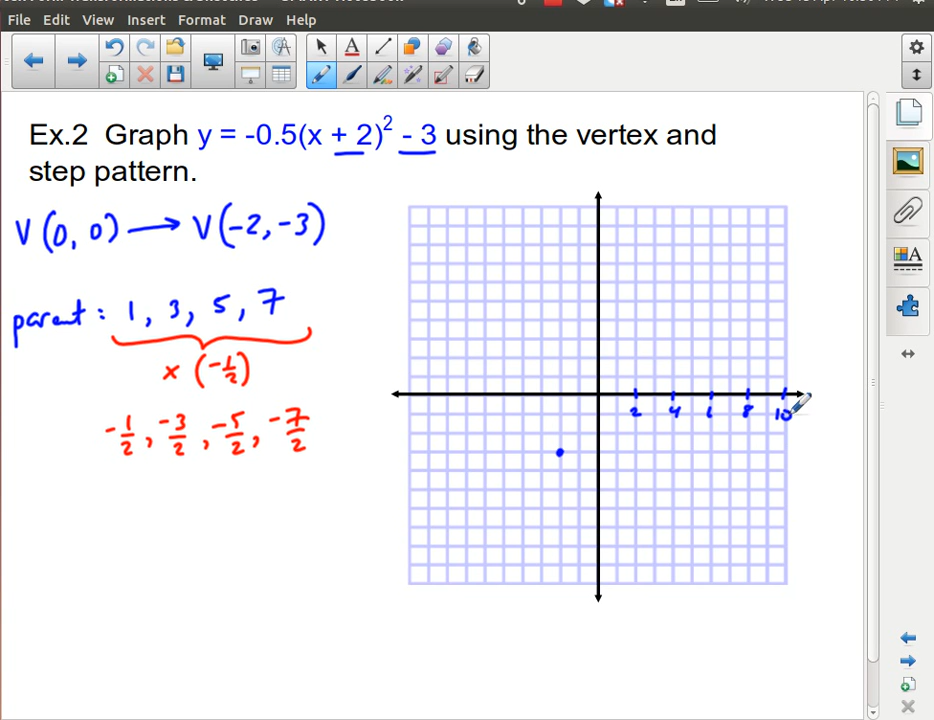 File Edit View Insert Format Draw Help
Ex.2 Graph y = -0.5(x + 2)² - 3 using the vertex and
step pattern.
V(0, 0) → V(-2, -3)
parent: 1, 3, 5, 7
x (-1/2)
-1/2, -3/2, -5/2, -7/2
2 4 6 8 10